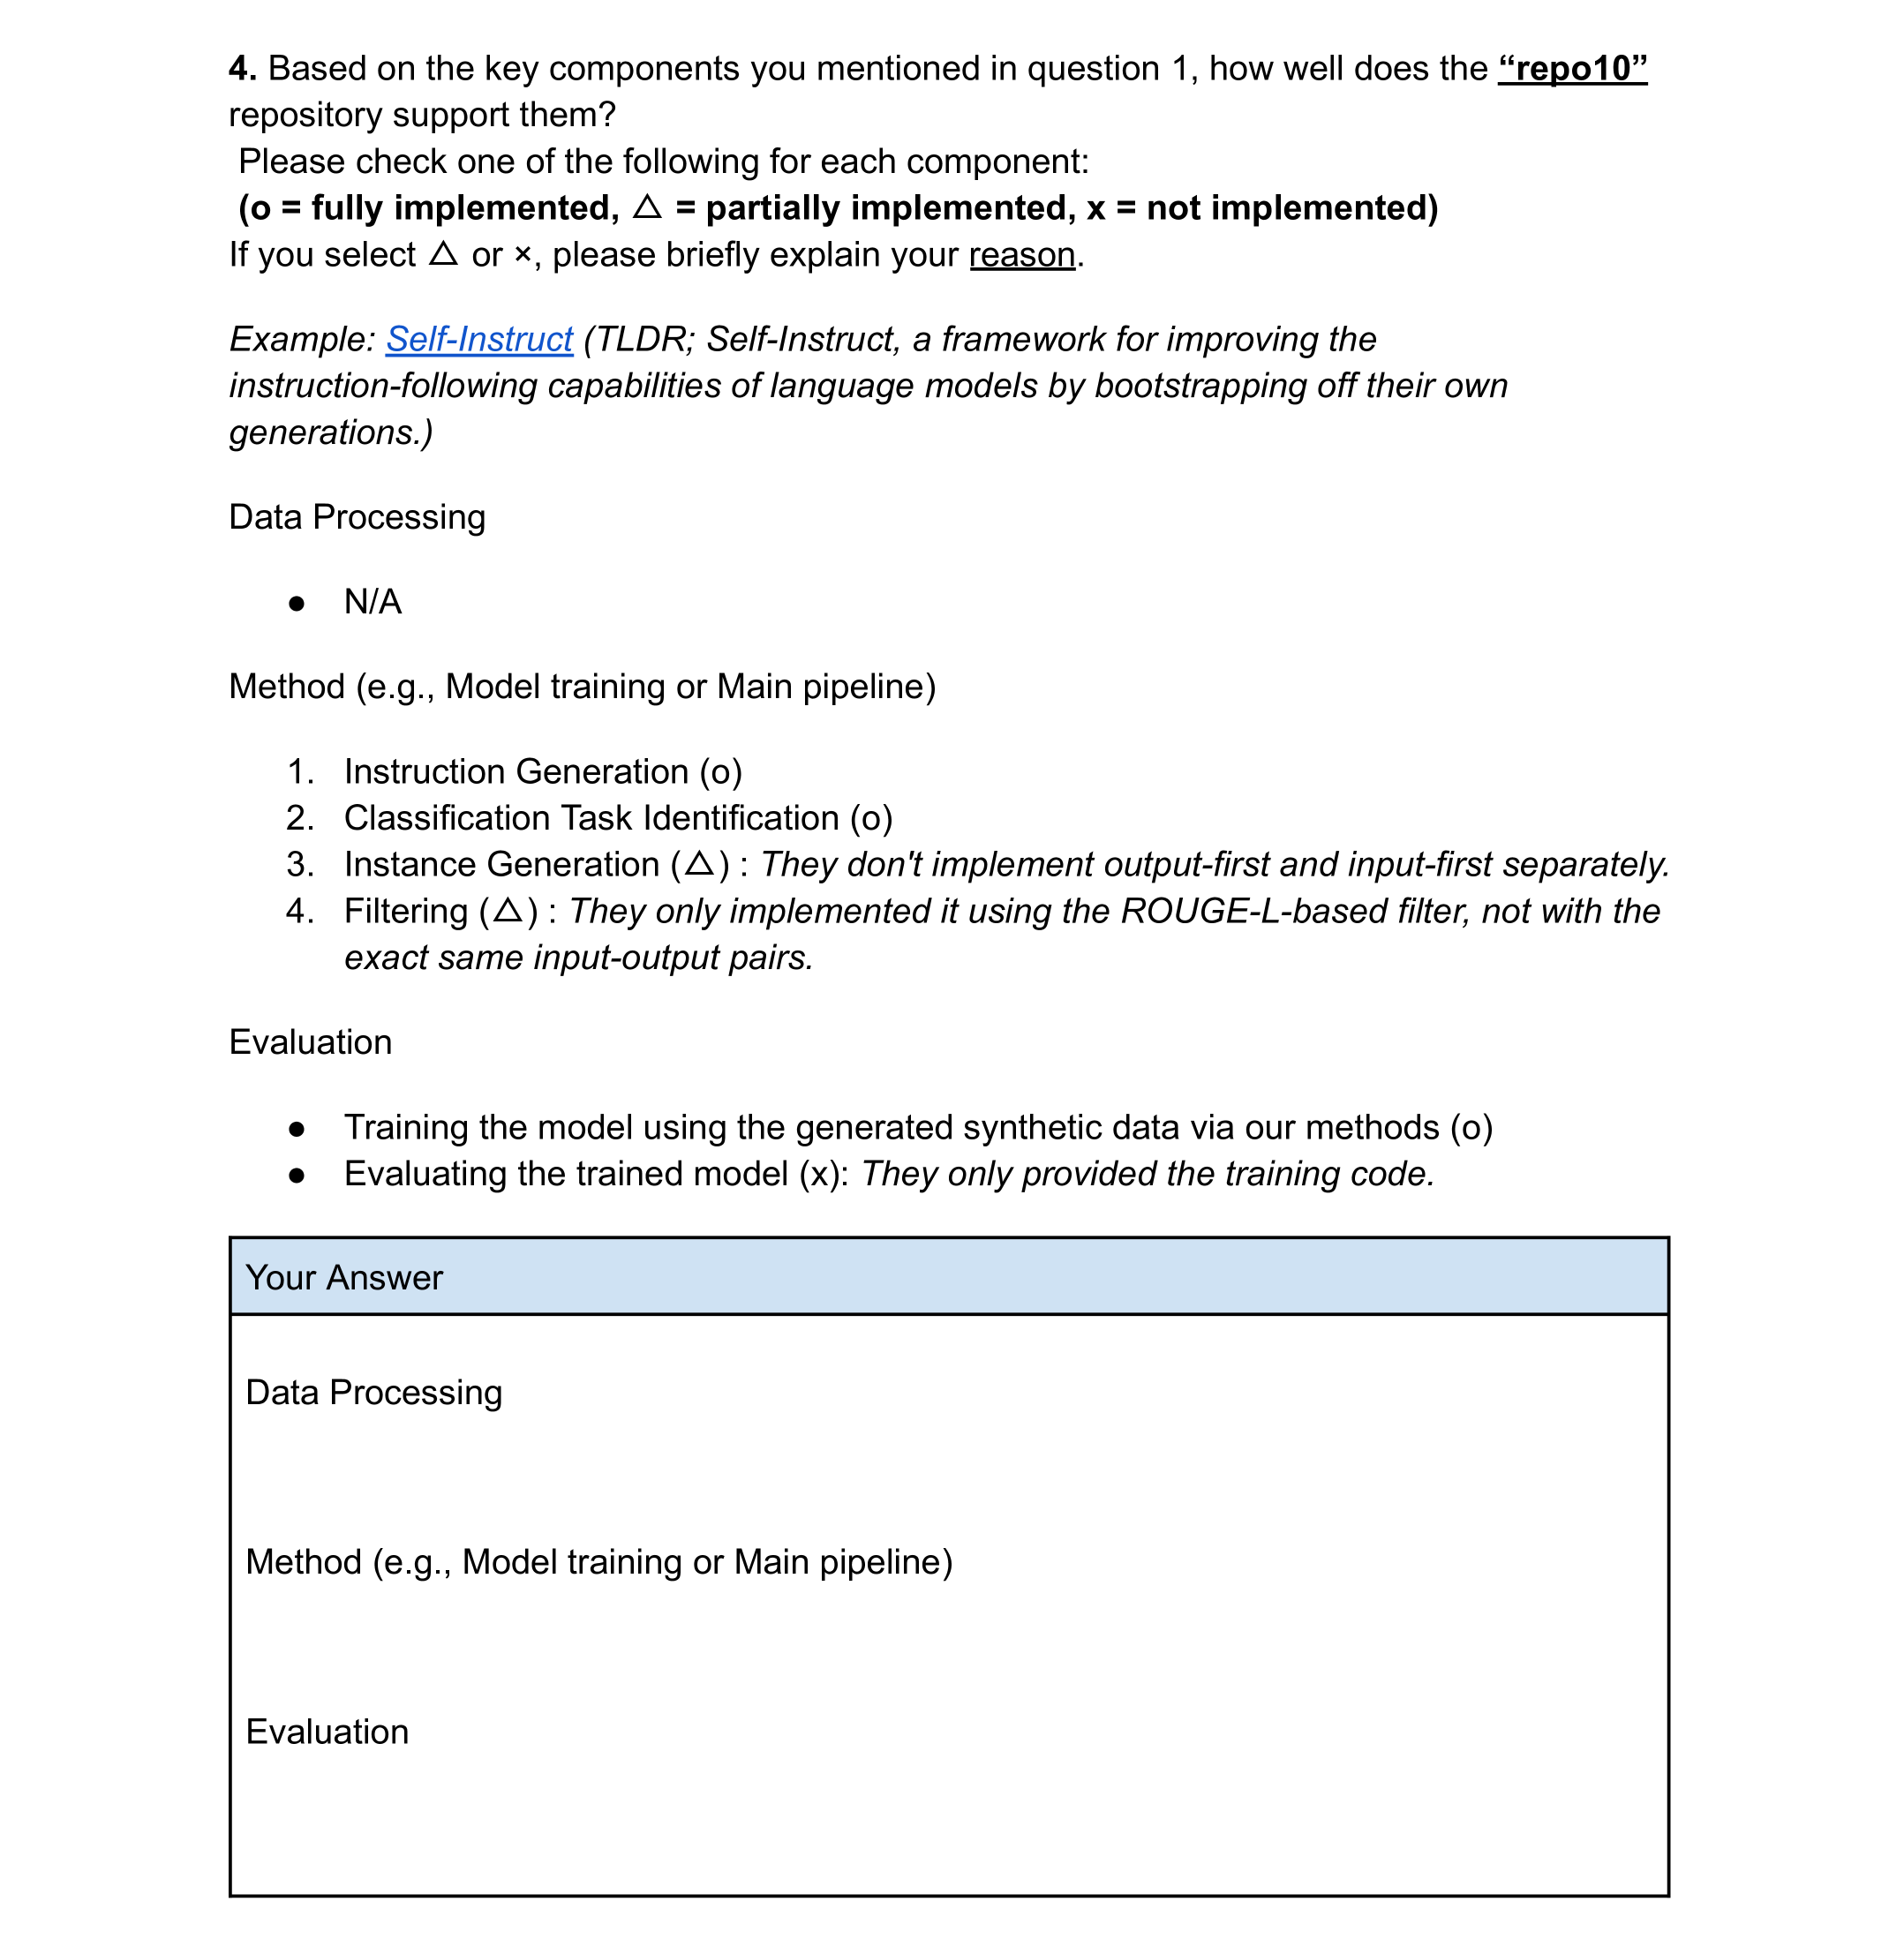 4. Based on the key components you mentioned in question 1, how well does the “repo10”
repository support them?
Please check one of the following for each component:
(o = fully implemented, △ = partially implemented, x = not implemented)
If you select △ or ×, please briefly explain your reason.
Example: Self-Instruct (TLDR; Self-Instruct, a framework for improving the
instruction-following capabilities of language models by bootstrapping off their own
generations.)
Data Processing
● N/A
Method (e.g., Model training or Main pipeline)
1. Instruction Generation (o)
2. Classification Task Identification (o)
3. Instance Generation (△) : They don't implement output-first and input-first separately.
4. Filtering (△) : They only implemented it using the ROUGE-L-based filter, not with the
exact same input-output pairs.
Evaluation
● Training the model using the generated synthetic data via our methods (o)
● Evaluating the trained model (x): They only provided the training code.
Your Answer
Data Processing
Method (e.g., Model training or Main pipeline)
Evaluation